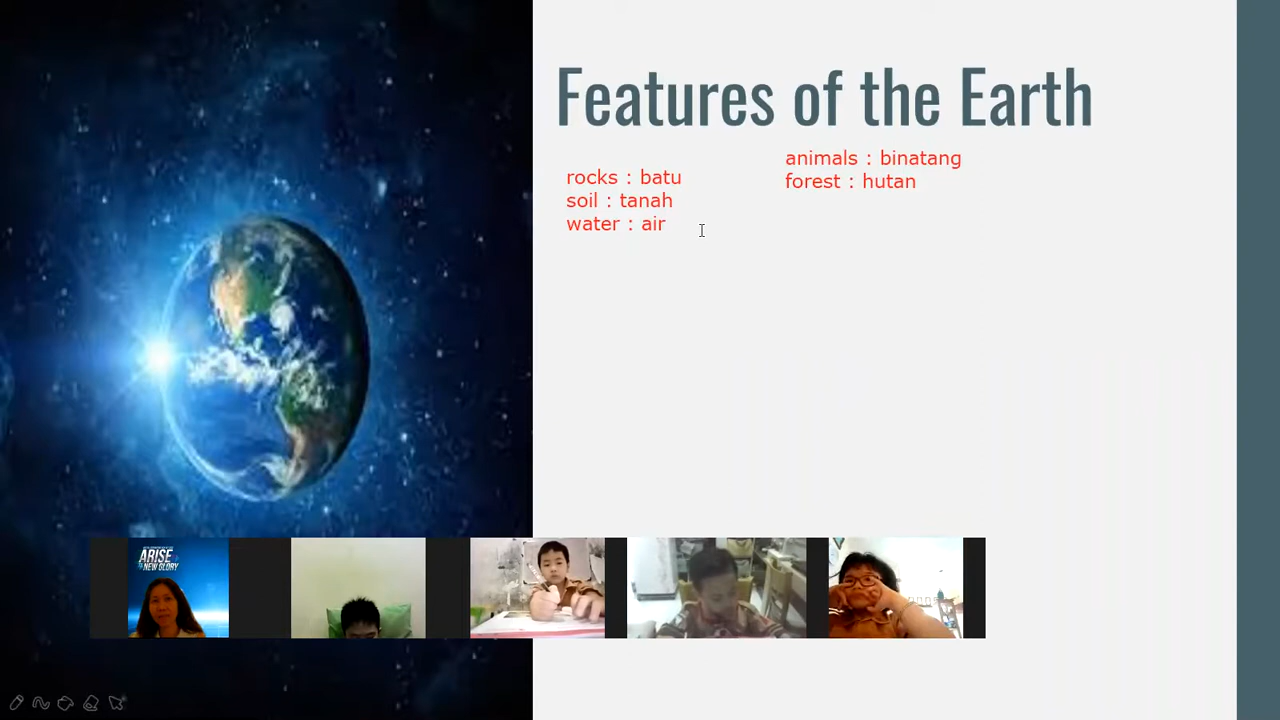 Features of the Earth
rocks : batu
soil : tanah
water : air
animals : binatang
forest : hutan
ARISE
NEW GLORY